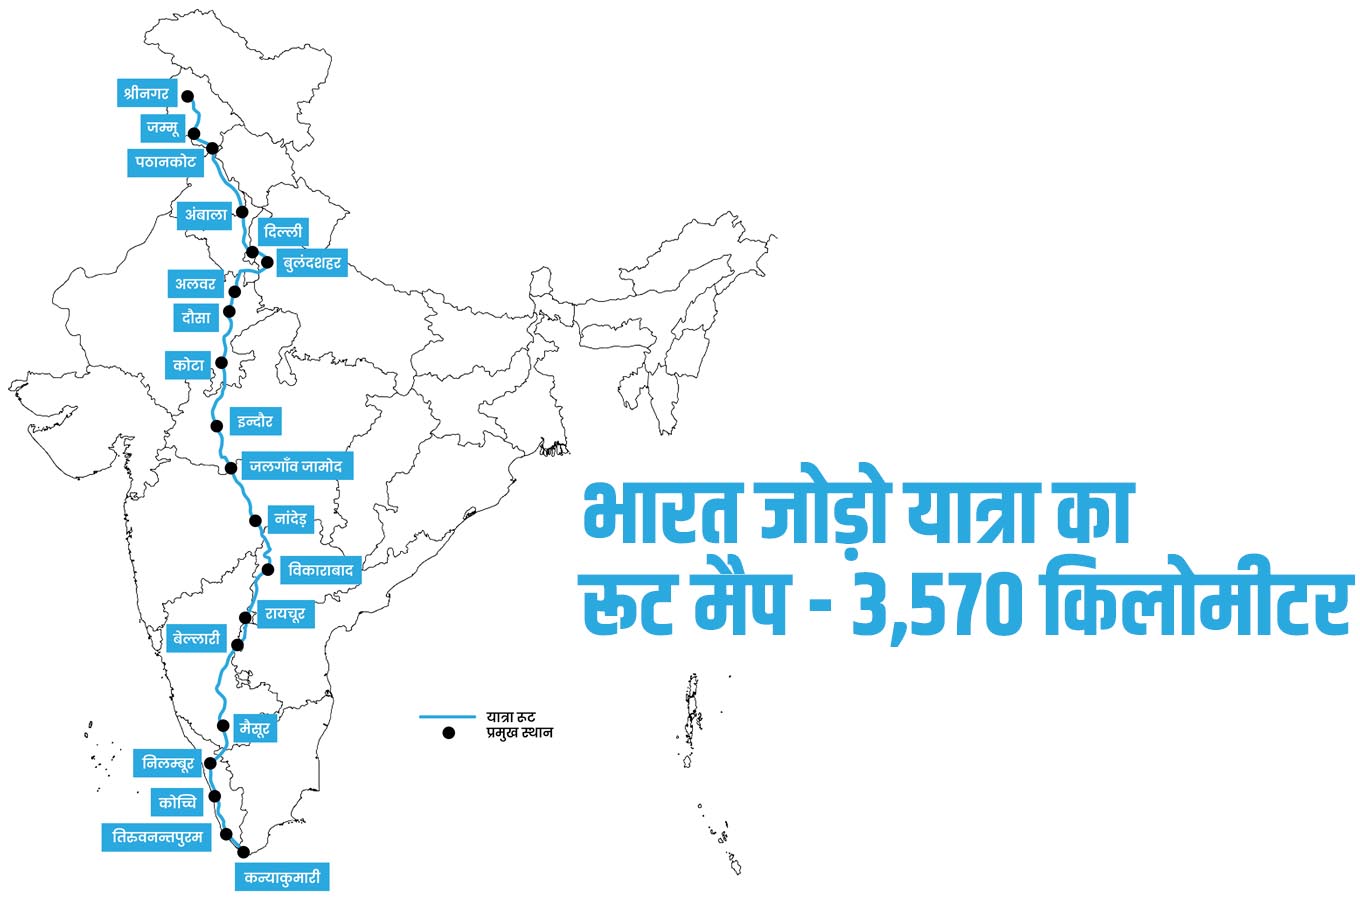 श्रीनगर
जम्मू
पठानकोट
अंबाला
दिल्ली
बुलंदशहर
अलवर
दौसा
कोटा
इन्दौर
जलगाँव जामोद
नांदेड़
विकाराबाद
रायचूर
बेल्लारी
मैसूर
निलम्बूर
कोच्चि
तिरुवनन्तपुरम
कन्याकुमारी
भारत जोड़ो यात्रा का
रूट मैप - 3,570 किलोमीटर
यात्रा रूट
प्रमुख स्थान